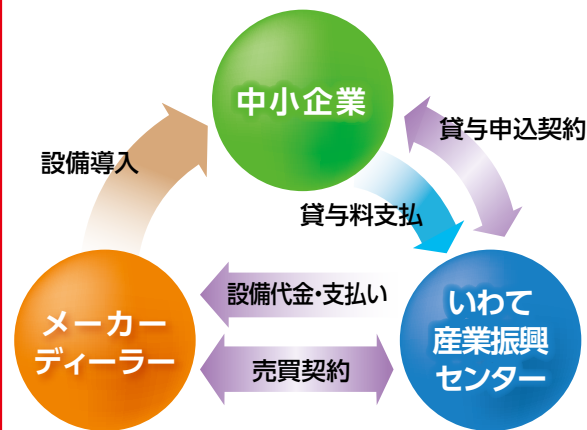 中小企業
貸与申込契約
設備導入
貸与料支払
設備代金・支払い
メーカー
ディーラー
いわて
産業振興
センター
売買契約